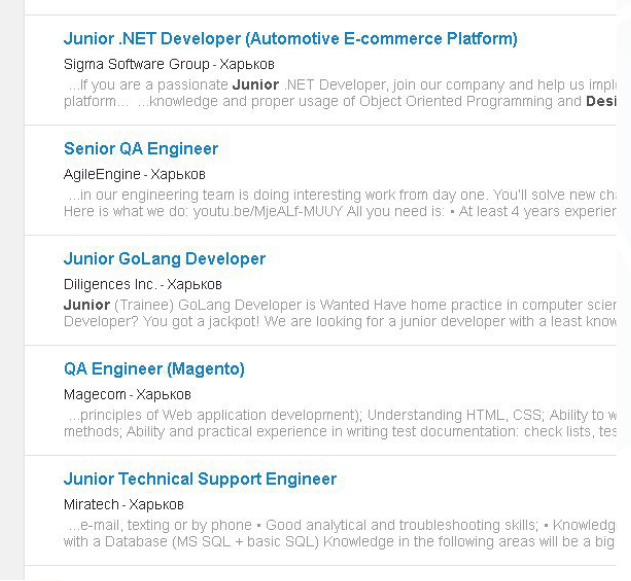 Junior .NET Developer (Automotive E-commerce Platform)
Sigma Software Group - Харьков
...If you are a passionate Junior .NET Developer, join our company and help us impl
platform... ...knowledge and proper usage of Object Oriented Programming and Desi
Senior QA Engineer
AgileEngine - Харьков
...in our engineering team is doing interesting work from day one. You'll solve new ch
Here is what we do: youtu.be/MjeALf-MUUY All you need is: • At least 4 years experier
Junior GoLang Developer
Diligences Inc. - Харьков
Junior (Trainee) GoLang Developer is Wanted Have home practice in computer scier
Developer? You got a jackpot! We are looking for a junior developer with a least know
QA Engineer (Magento)
Magecom - Харьков
...principles of Web application development); Understanding HTML, CSS; Ability to w
methods; Ability and practical experience in writing test documentation: check lists, tes
Junior Technical Support Engineer
Miratech - Харьков
...e-mail, texting or by phone • Good analytical and troubleshooting skills; • Knowledg
with a Database (MS SQL + basic SQL) Knowledge in the following areas will be a big